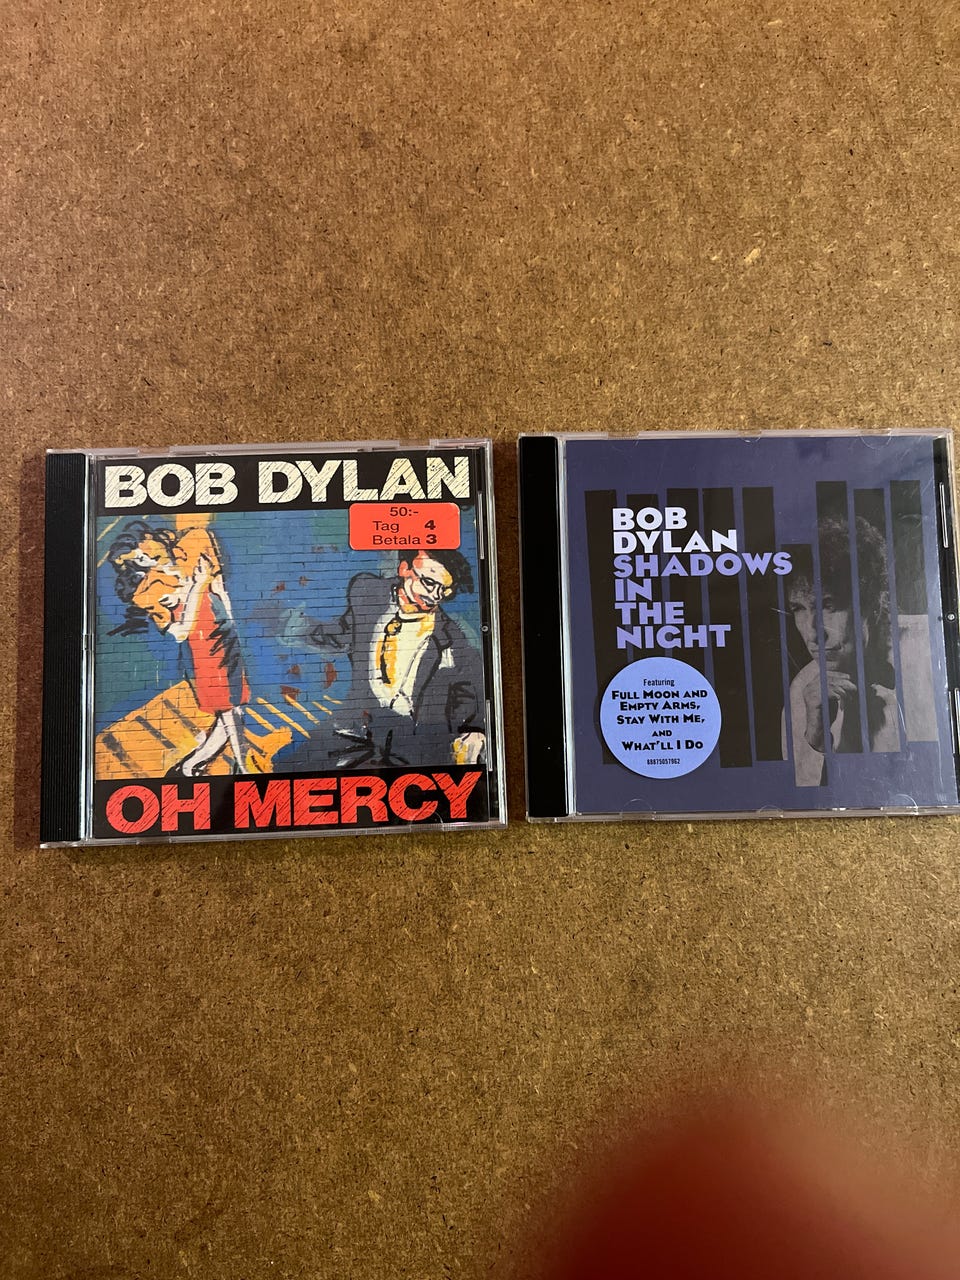 BOB DYLAN
50:-
Tag 4
Betala 3
OH MERCY
BOB
DYLAN
SHADOWS
IN
THE
NIGHT
Featuring
FULL MOON AND
EMPTY ARMS,
STAY WITH ME,
AND
WHAT'LL I DO
88875057962